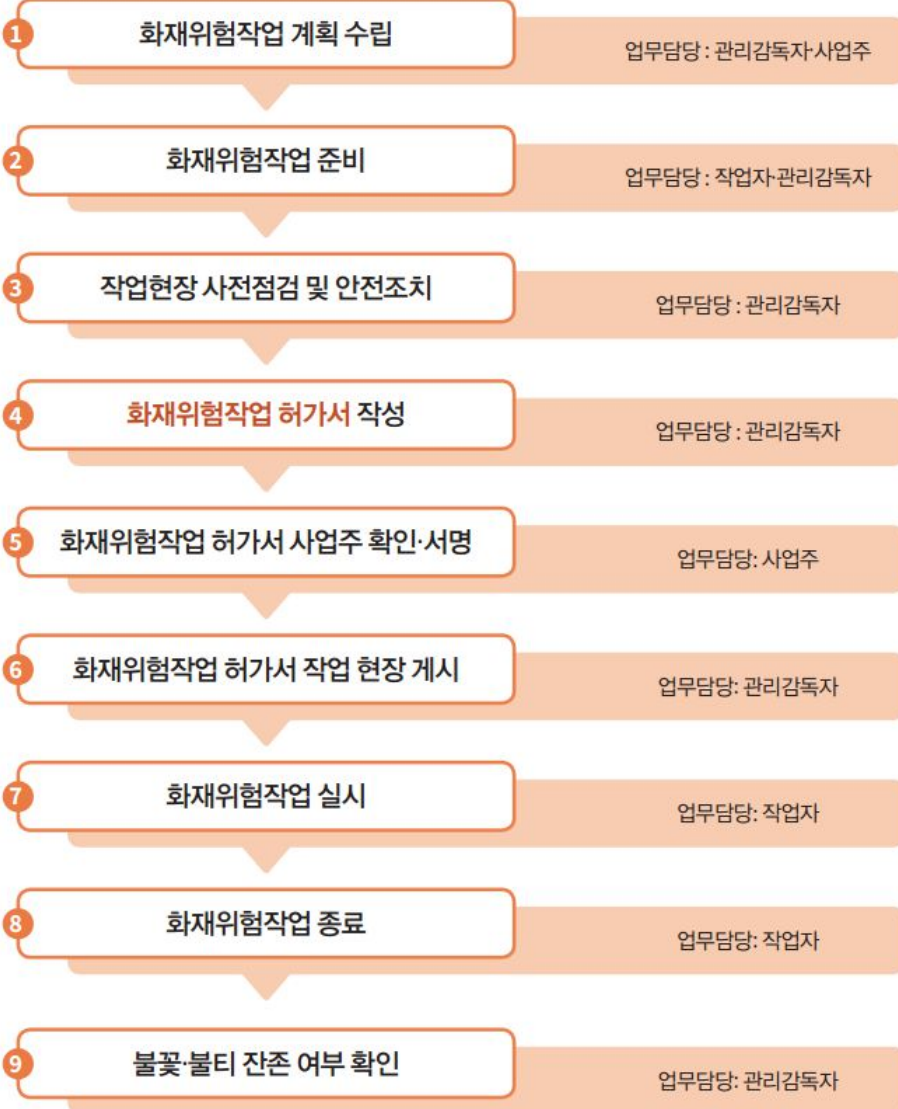 1 화재위험작업 계획 수립
업무담당 : 관리감독자·사업주
2 화재위험작업 준비
업무담당 : 작업자·관리감독자
3 작업현장 사전점검 및 안전조치
업무담당 : 관리감독자
4 화재위험작업 허가서 작성
업무담당 : 관리감독자
5 화재위험작업 허가서 사업주 확인·서명
업무담당: 사업주
6 화재위험작업 허가서 작업 현장 게시
업무담당: 관리감독자
7 화재위험작업 실시
업무담당: 작업자
8 화재위험작업 종료
업무담당: 작업자
9 불꽃·불티 잔존 여부 확인
업무담당: 관리감독자